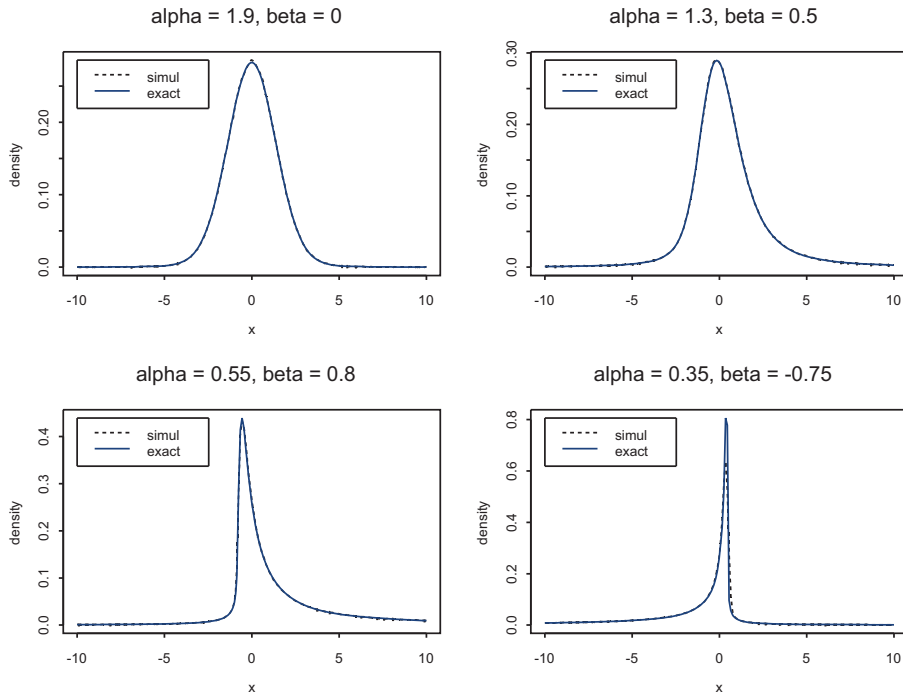 alpha = 1.9, beta = 0
simul
exact
density
0.0
0.10
0.20
-10
-5
0
5
10
x
alpha = 1.3, beta = 0.5
simul
exact
density
0.0
0.10
0.20
0.30
-10
-5
0
5
10
x
alpha = 0.55, beta = 0.8
simul
exact
density
0.0
0.1
0.2
0.3
0.4
-10
-5
0
5
10
x
alpha = 0.35, beta = -0.75
simul
exact
density
0.0
0.2
0.4
0.6
0.8
-10
-5
0
5
10
x